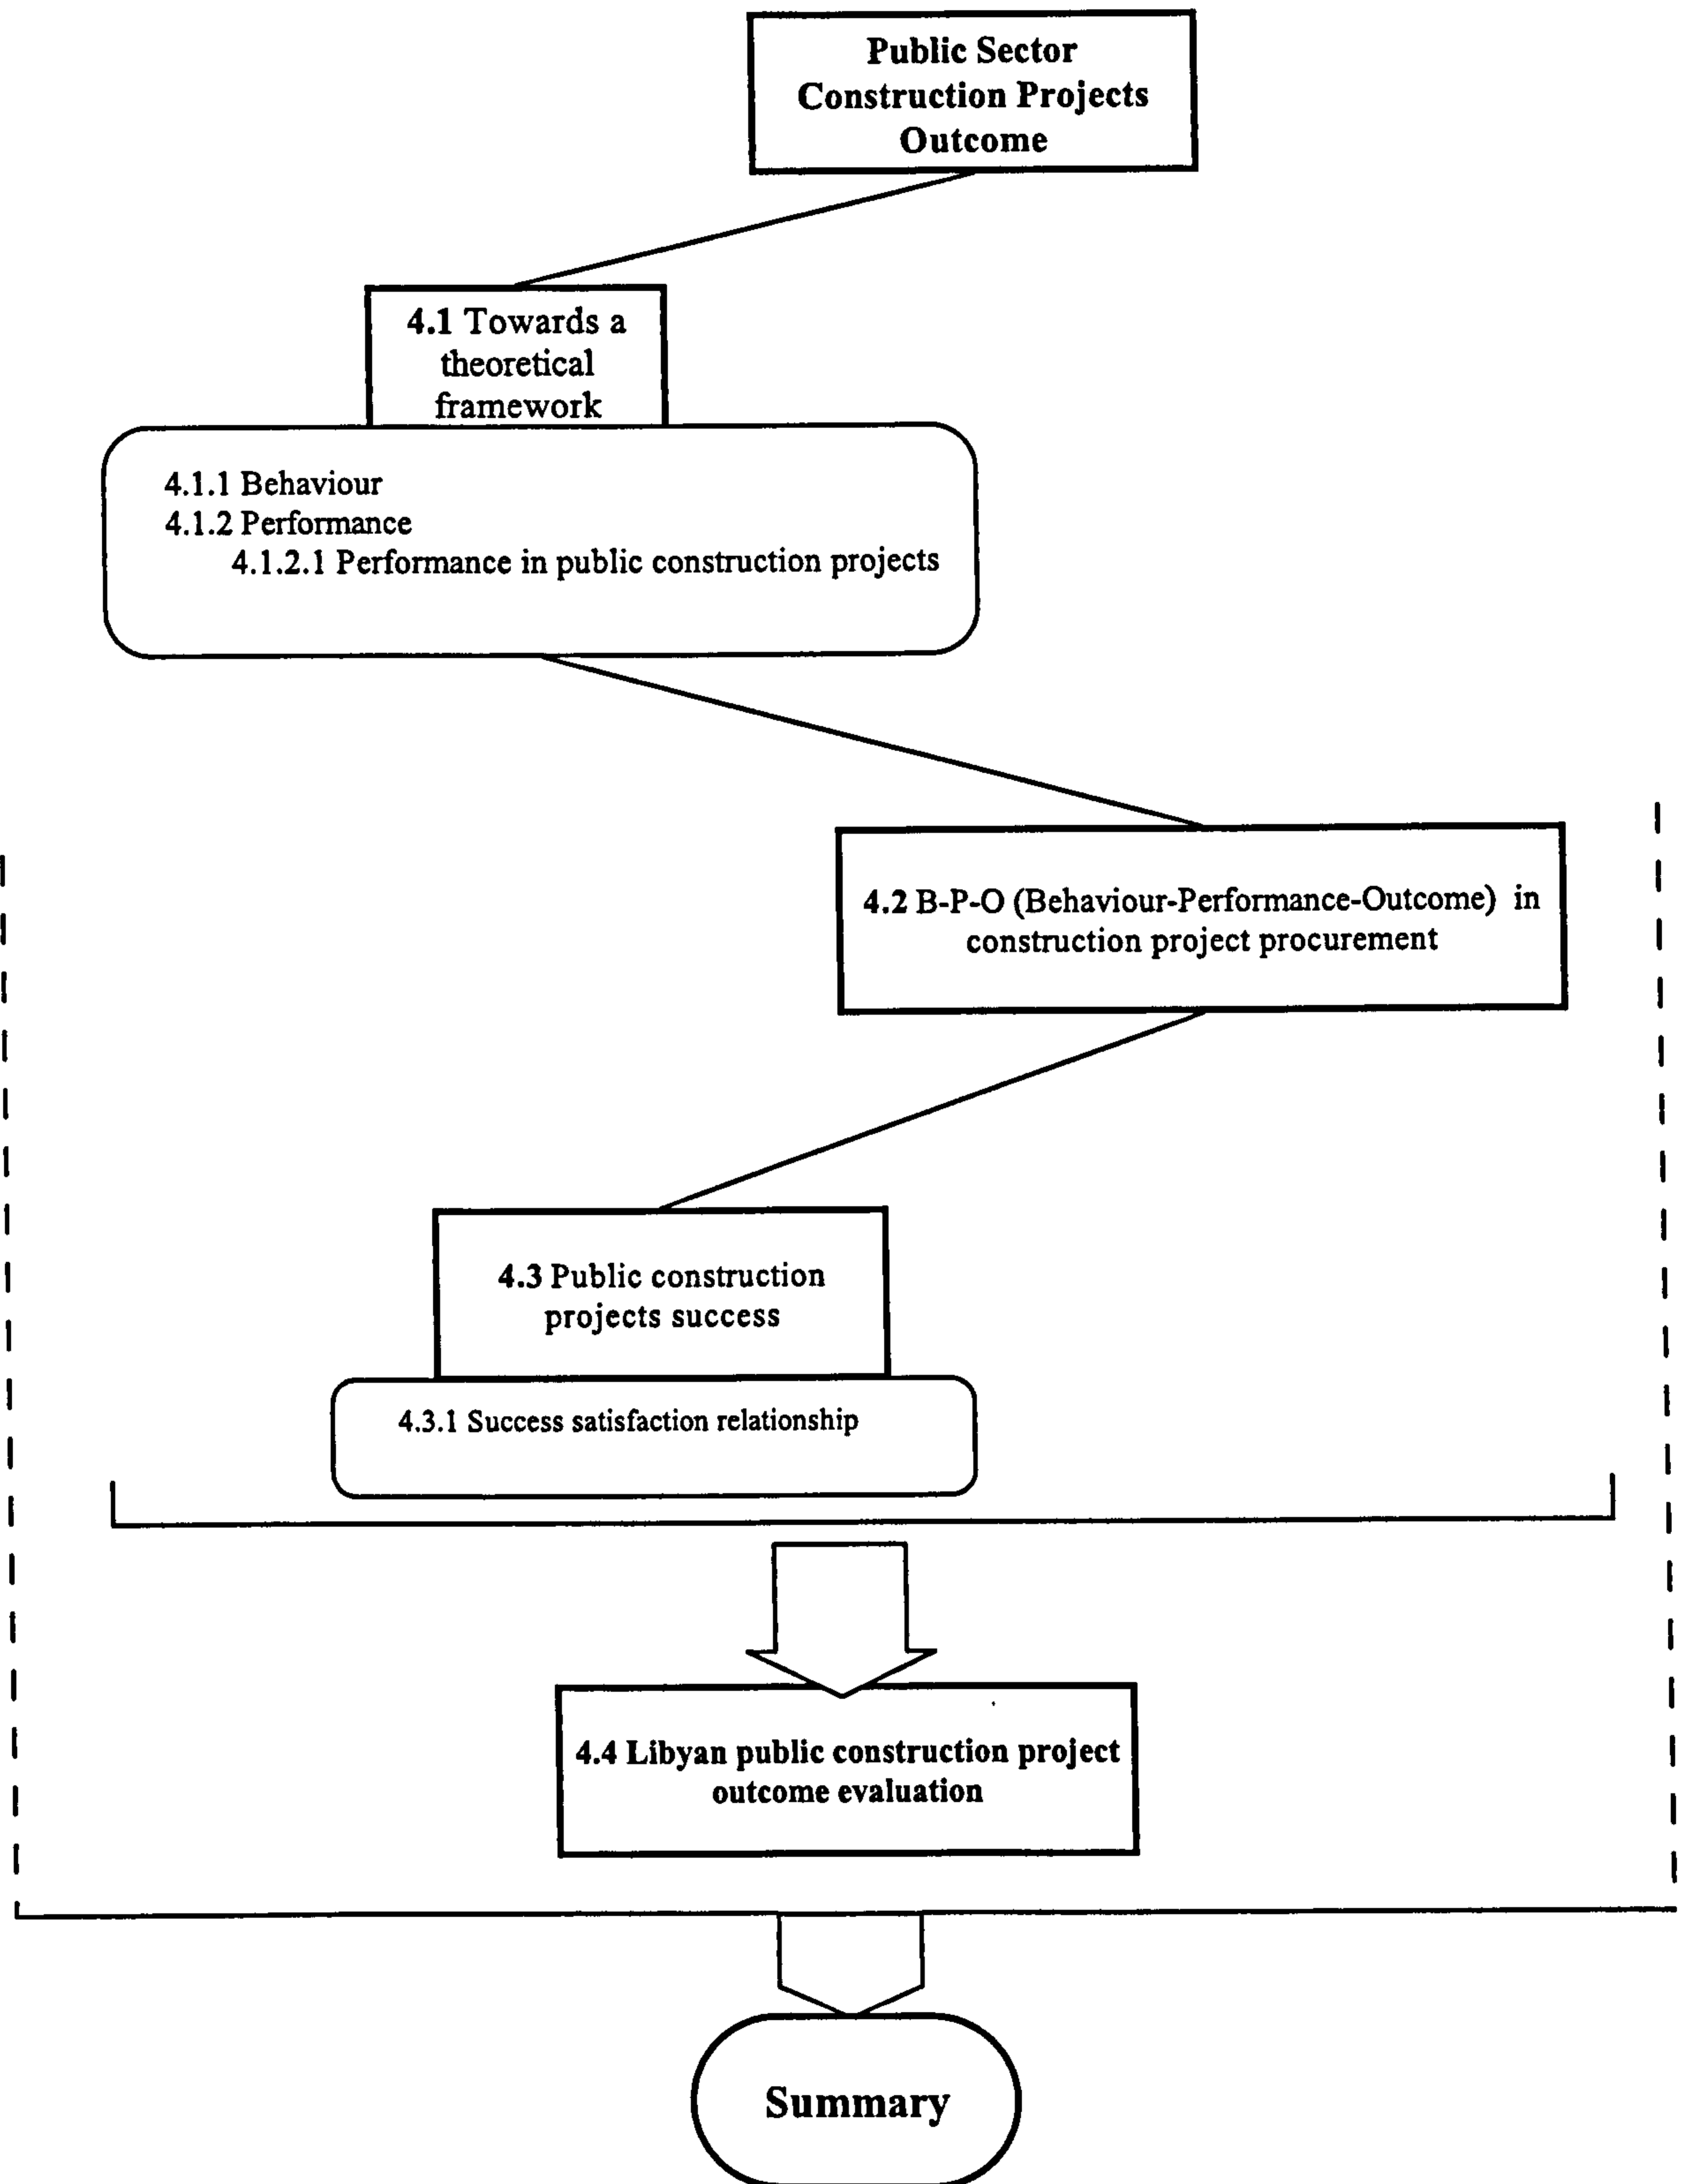 Public Sector
Construction Projects
Outcome
4.1 Towards a
theoretical
framework
4.1.1 Behaviour
4.1.2 Performance
4.1.2.1 Performance in public construction projects
4.2 B-P-O (Behaviour-Performance-Outcome) in
construction project procurement
4.3 Public construction
projects success
4.3.1 Success satisfaction relationship
4.4 Libyan public construction project
outcome evaluation
Summary